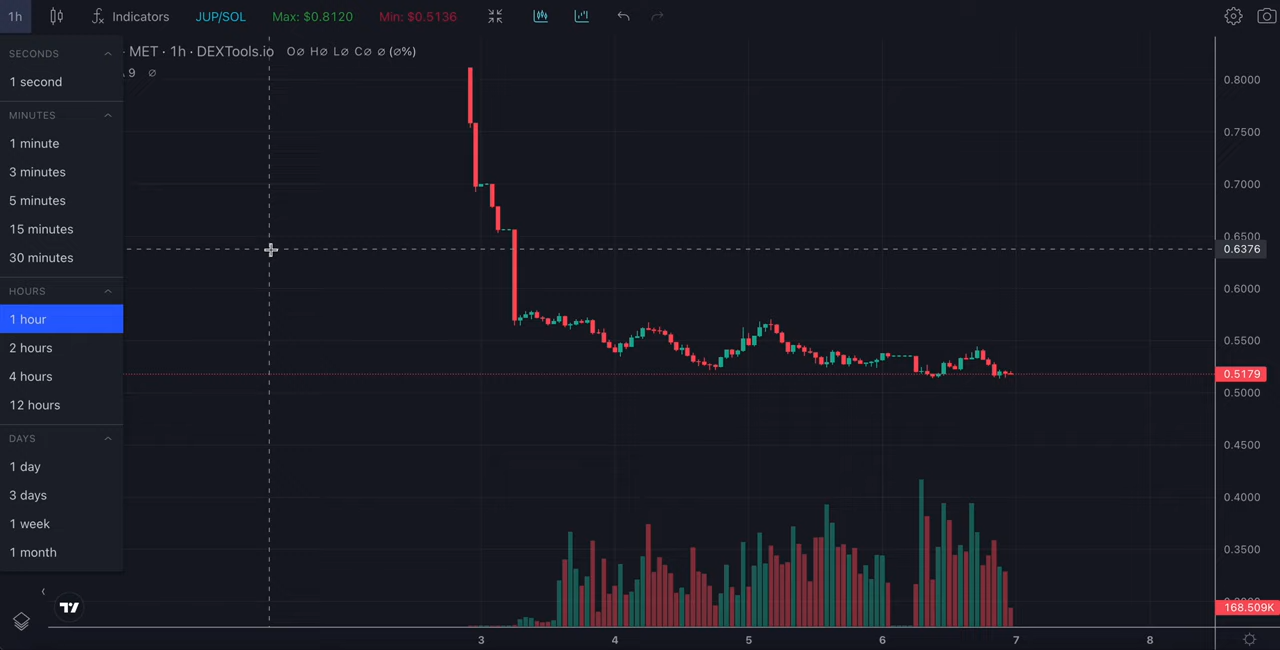 1h Indicators JUP/SOL Max: $0.8120 Min: $0.5136
· MET · 1h · DEXTools.io O∅ H∅ L∅ C∅ ∅ (∅%)
9 ∅
SECONDS
1 second
MINUTES
1 minute
3 minutes
5 minutes
15 minutes
30 minutes
HOURS
1 hour
2 hours
4 hours
12 hours
DAYS
1 day
3 days
1 week
1 month
0.8000
0.7500
0.7000
0.6500
0.6376
0.6000
0.5500
0.5179
0.5000
0.4500
0.4000
0.3500
168.509K
3 4 5 6 7 8